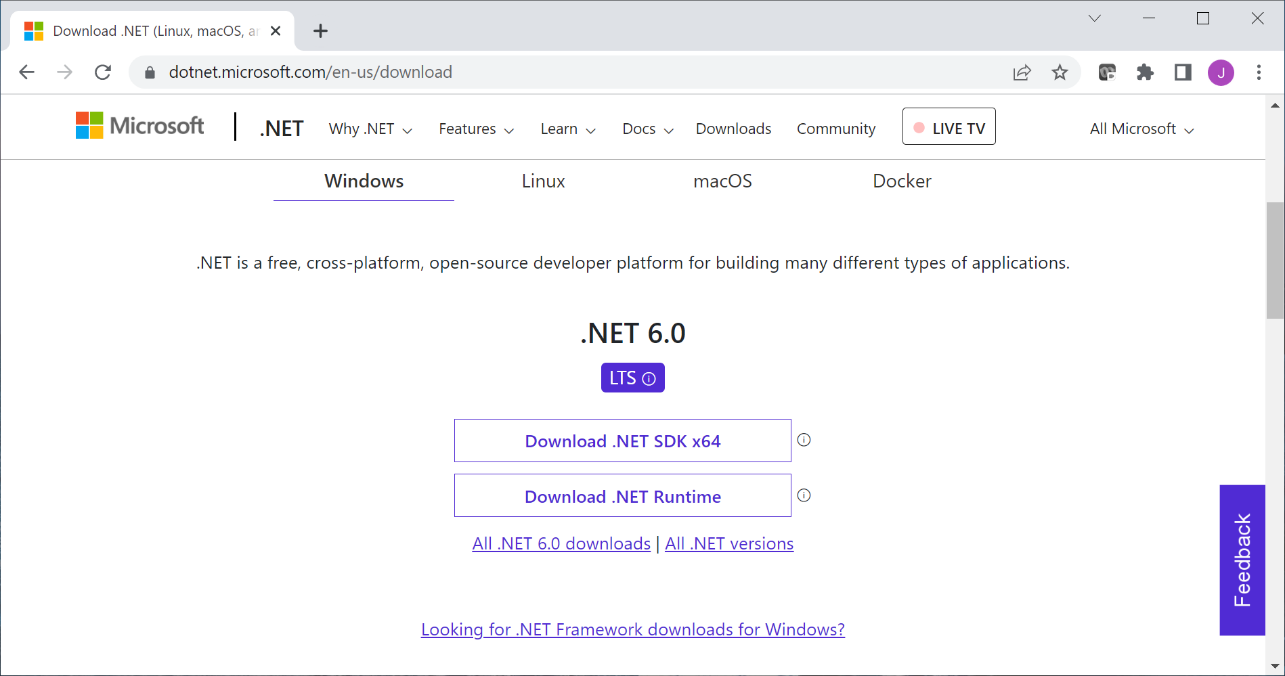 Download .NET (Linux, macOS, a
dotnet.microsoft.com/en-us/download
J
Microsoft .NET Why .NET Features Learn Docs Downloads Community LIVE TV All Microsoft
Windows Linux macOS Docker
.NET is a free, cross-platform, open-source developer platform for building many different types of applications.
.NET 6.0
LTS
Download .NET SDK x64
Download .NET Runtime
All .NET 6.0 downloads | All .NET versions
Feedback
Looking for .NET Framework downloads for Windows?